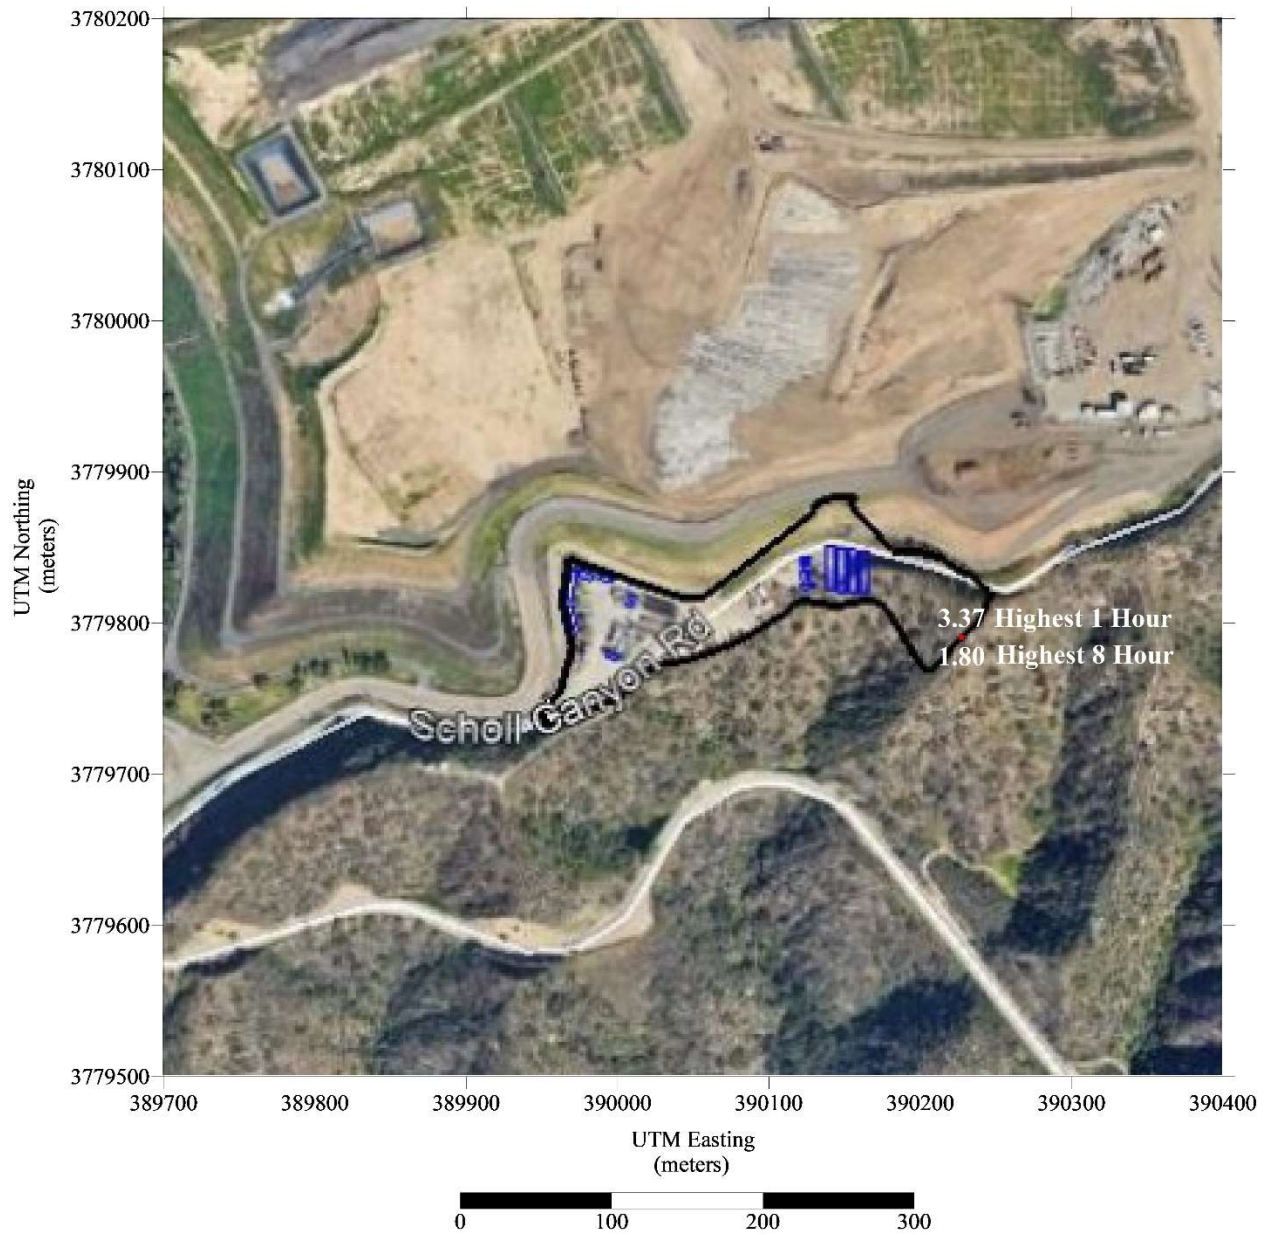 3780200
3780100
3780000
3779900
3779800
3779700
3779600
3779500
UTM Northing
(meters)
3.37 Highest 1 Hour
1.80 Highest 8 Hour
Scholl Canyon Rd
389700 389800 389900 390000 390100 390200 390300 390400
UTM Easting
(meters)
0 100 200 300